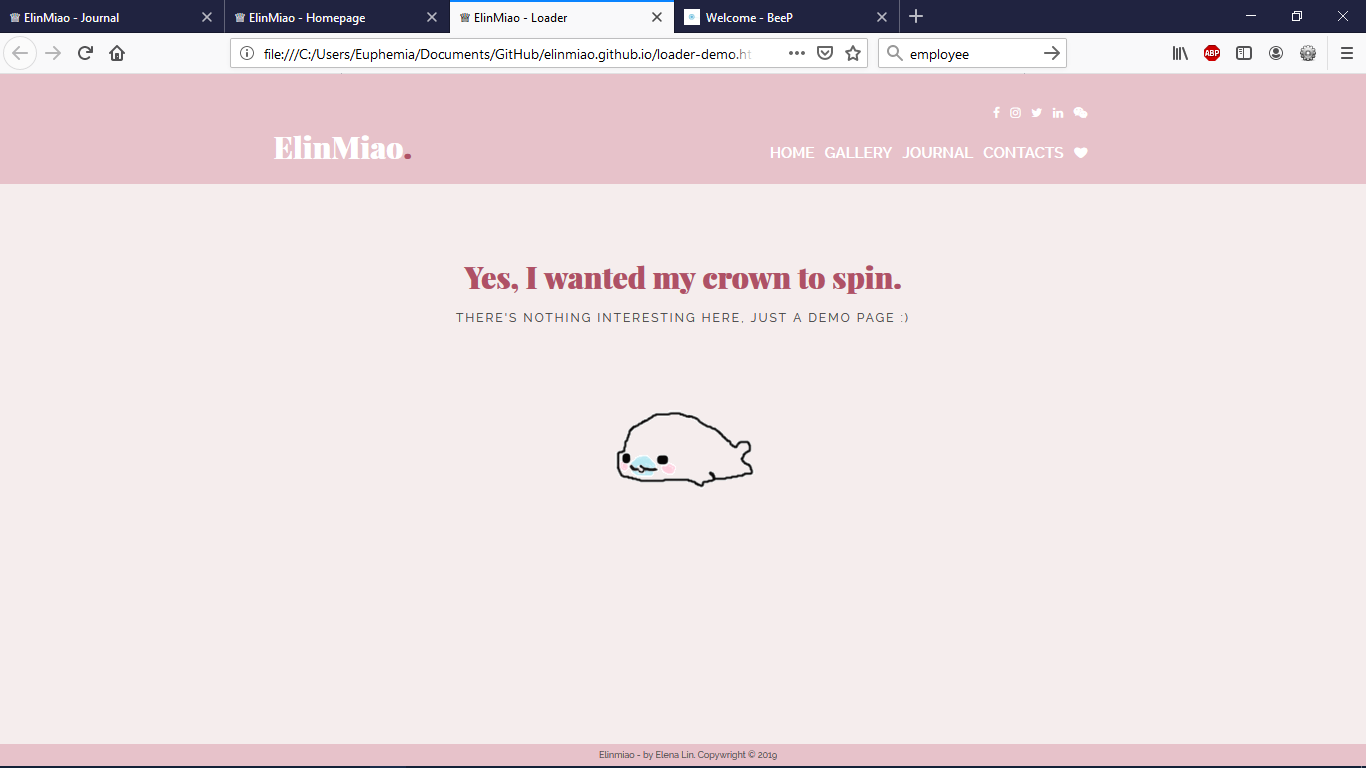 ElinMiao - Journal
ElinMiao - Homepage
ElinMiao - Loader
Welcome - BeeP
file:///C:/Users/Euphemia/Documents/GitHub/elinmiao.github.io/loader-demo.ht
employee
ABP
ElinMiao.
HOME GALLERY JOURNAL CONTACTS
Yes, I wanted my crown to spin.
THERE'S NOTHING INTERESTING HERE, JUST A DEMO PAGE :)
Elinmiao - by Elena Lin. Copywright © 2019